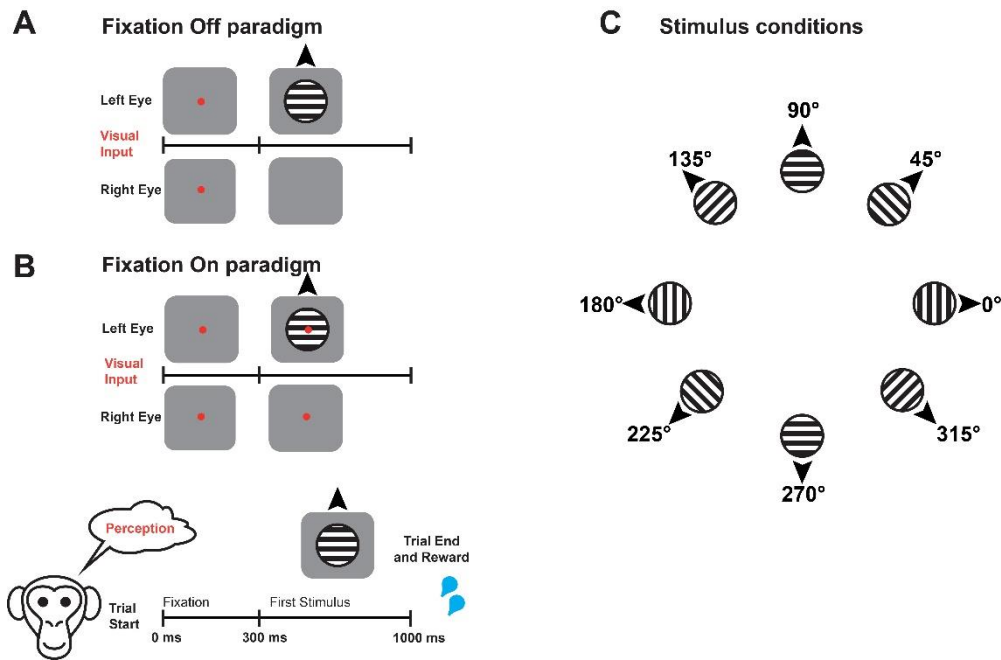 A
Fixation Off paradigm
Left Eye
Visual
Input
Right Eye
B
Fixation On paradigm
Left Eye
Visual
Input
Right Eye
Perception
Trial End
and Reward
Trial
Start
Fixation
First Stimulus
0 ms
300 ms
1000 ms
C
Stimulus conditions
90°
135°
45°
180°
0°
225°
315°
270°